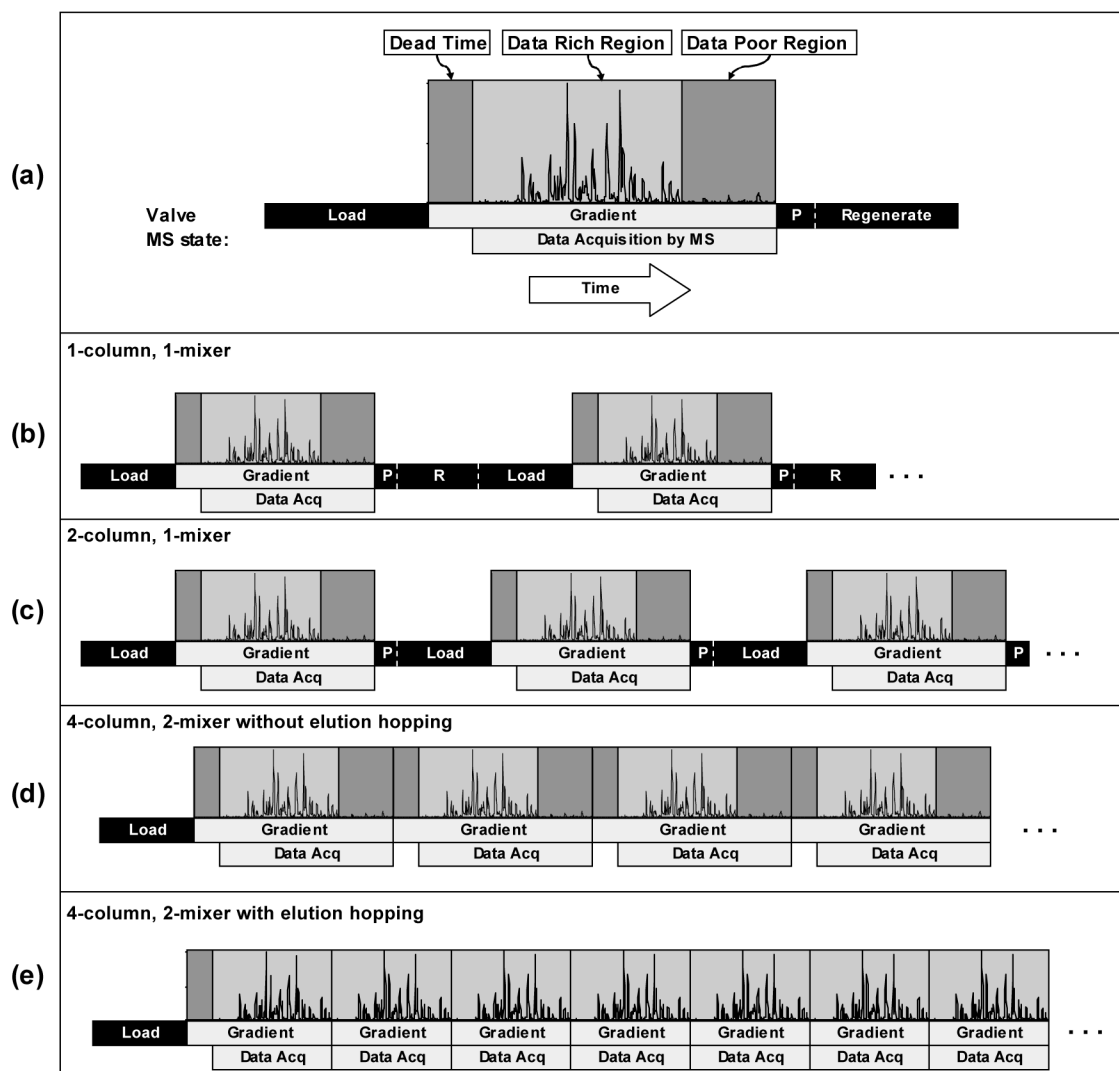 Dead Time Data Rich Region Data Poor Region
(a)
Valve Load Gradient P Regenerate
MS state: Data Acquisition by MS
Time
1-column, 1-mixer
(b)
Load Gradient P R Load Gradient P R . . .
Data Acq Data Acq
2-column, 1-mixer
(c)
Load Gradient P Load Gradient P Load Gradient P . . .
Data Acq Data Acq Data Acq
4-column, 2-mixer without elution hopping
(d)
Load Gradient Gradient Gradient Gradient . . .
Data Acq Data Acq Data Acq Data Acq
4-column, 2-mixer with elution hopping
(e)
Load Gradient Gradient Gradient Gradient Gradient Gradient Gradient . . .
Data Acq Data Acq Data Acq Data Acq Data Acq Data Acq Data Acq